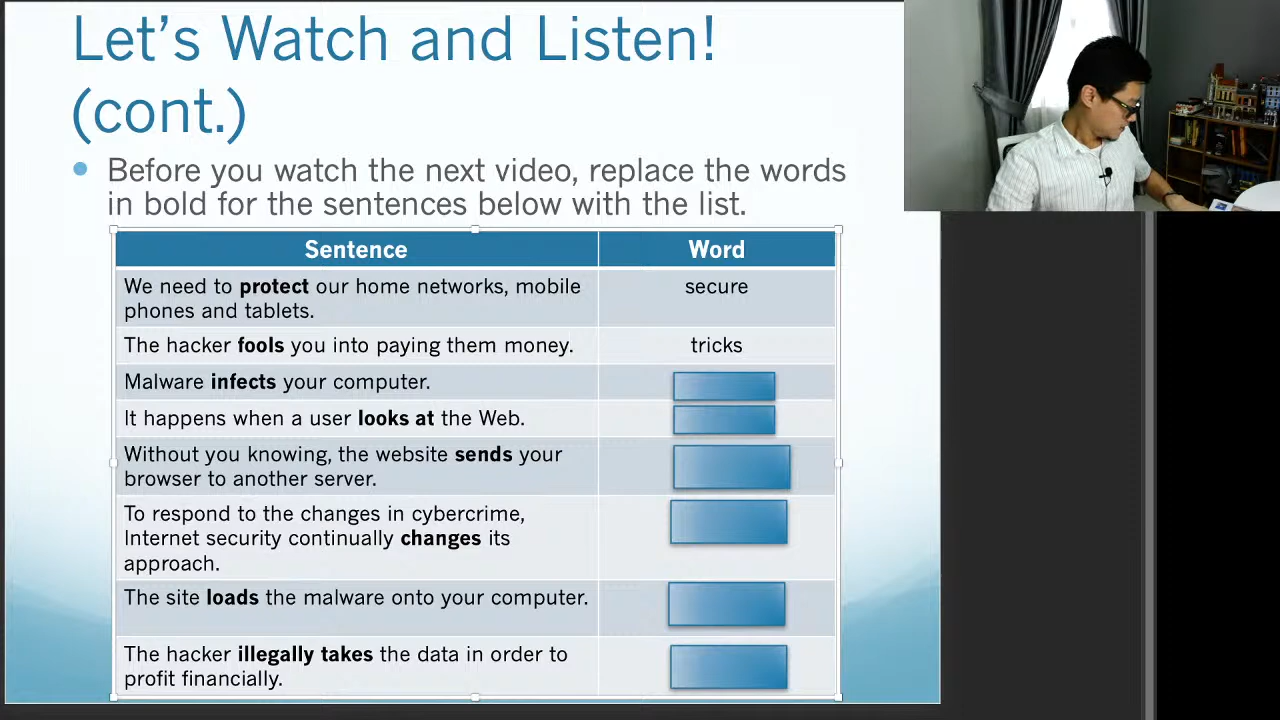 Let's Watch and Listen!
(cont.)
Before you watch the next video, replace the words
in bold for the sentences below with the list.
Sentence
Word
We need to protect our home networks, mobile
phones and tablets.
secure
The hacker fools you into paying them money.
tricks
Malware infects your computer.
It happens when a user looks at the Web.
Without you knowing, the website sends your
browser to another server.
To respond to the changes in cybercrime,
Internet security continually changes its
approach.
The site loads the malware onto your computer.
The hacker illegally takes the data in order to
profit financially.